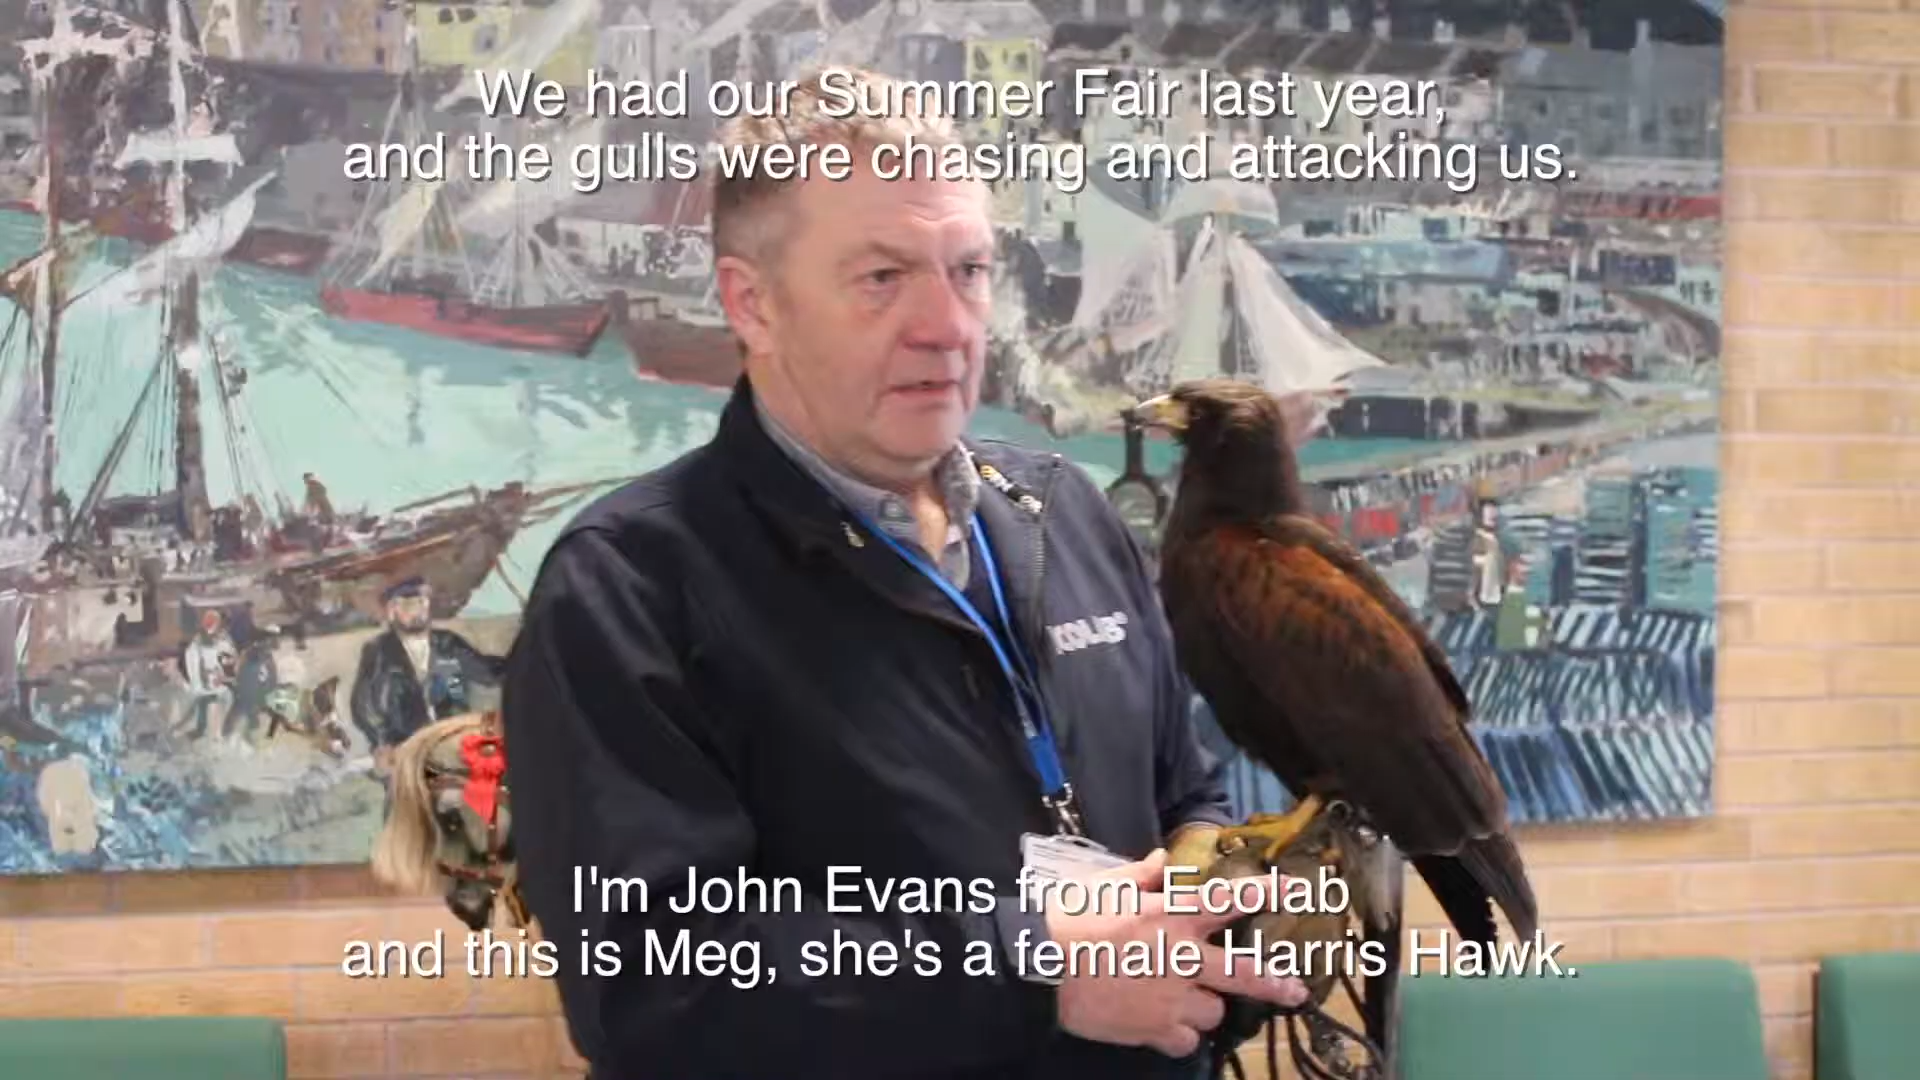 We had our Summer Fair last year,
and the gulls were chasing and attacking us.
I'm John Evans from Ecolab
and this is Meg, she's a female Harris Hawk.